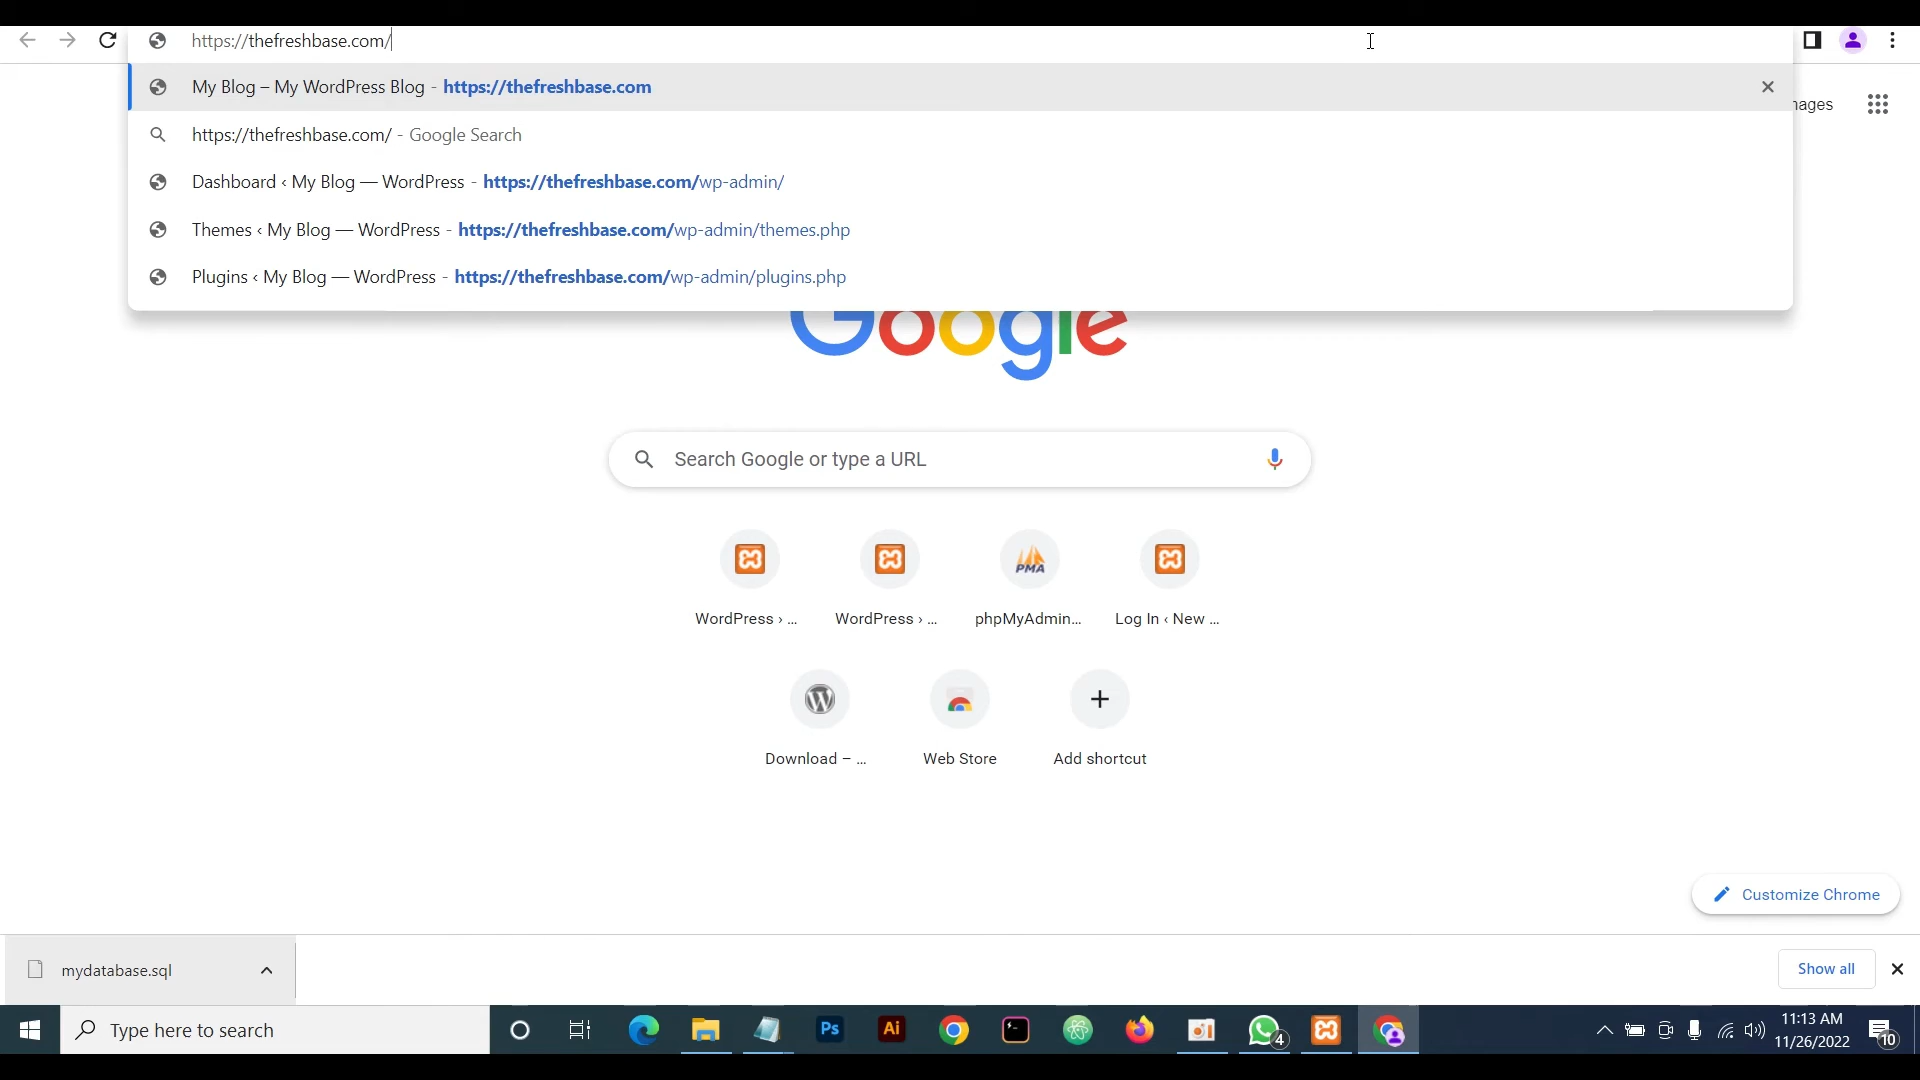 https://thefreshbase.com/
My Blog – My WordPress Blog - https://thefreshbase.com
https://thefreshbase.com/ - Google Search
Dashboard ‹ My Blog — WordPress - https://thefreshbase.com/wp-admin/
Themes ‹ My Blog — WordPress - https://thefreshbase.com/wp-admin/themes.php
Plugins ‹ My Blog — WordPress - https://thefreshbase.com/wp-admin/plugins.php
Google
Search Google or type a URL
WordPress › ...
WordPress › ...
PMA
phpMyAdmin...
Log In ‹ New ...
Download – ...
Web Store
Add shortcut
Customize Chrome
mydatabase.sql
Show all
Type here to search
Ps
Ai
4
11:13 AM
11/26/2022
10